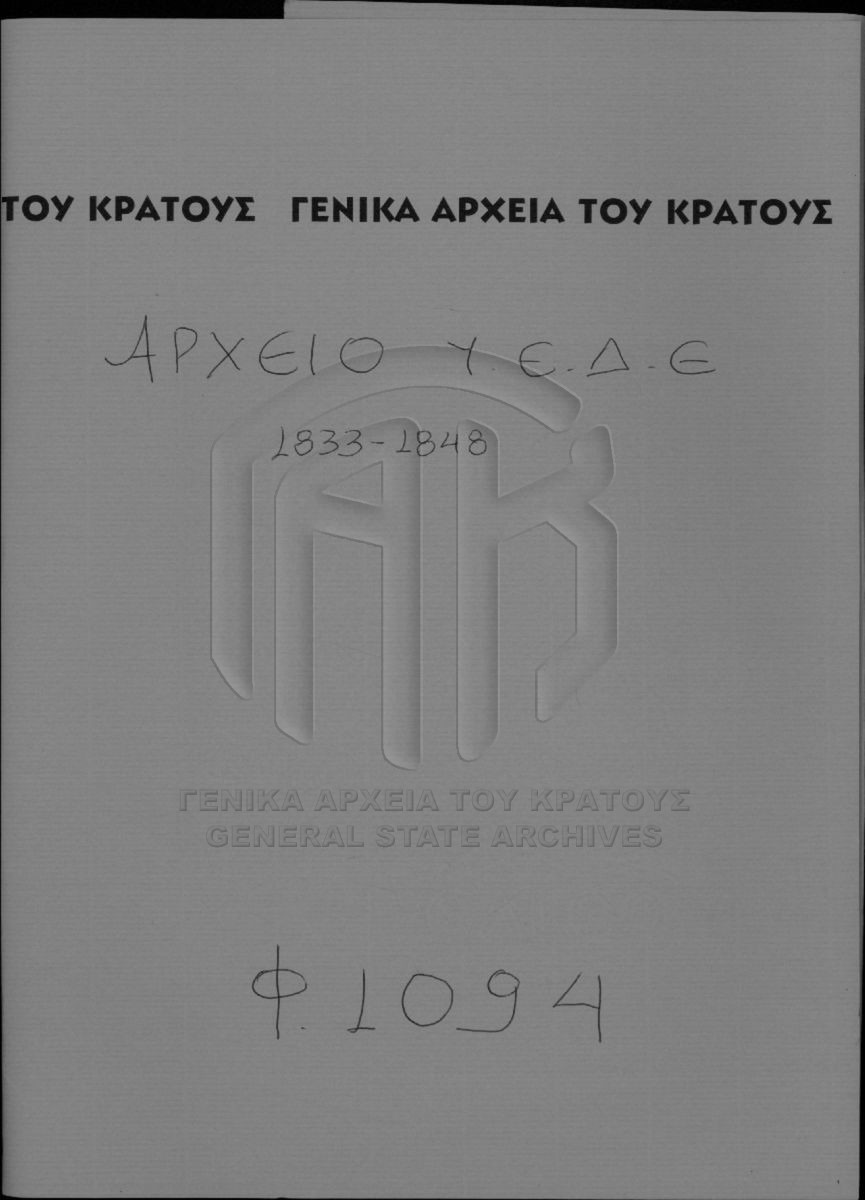 ΤΟΥ ΚΡΑΤΟΥΣ ΓΕΝΙΚΑ ΑΡΧΕΙΑ ΤΟΥ ΚΡΑΤΟΥΣ
ΑΡΧΕΙΟ Υ.Ε.Δ.Ε
1833-1848
ΓΕΝΙΚΑ ΑΡΧΕΙΑ ΤΟΥ ΚΡΑΤΟΥΣ
GENERAL STATE ARCHIVES
Φ.1094